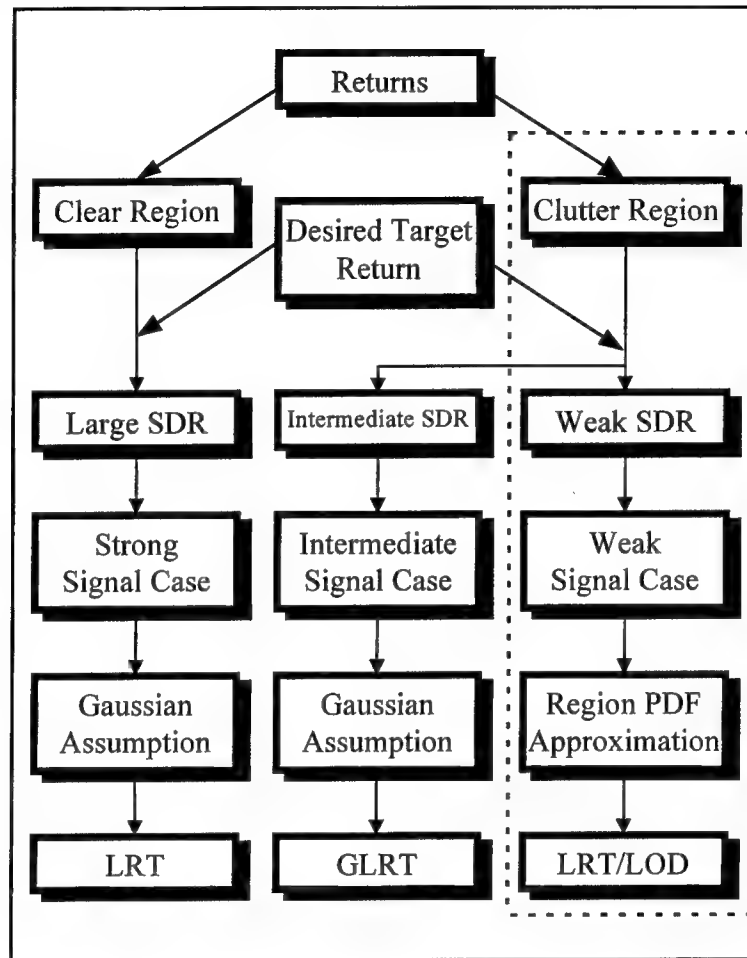 Returns
Clear Region
Clutter Region
Desired Target
Return
Large SDR
Intermediate SDR
Weak SDR
Strong
Signal Case
Intermediate
Signal Case
Weak
Signal Case
Gaussian
Assumption
Gaussian
Assumption
Region PDF
Approximation
LRT
GLRT
LRT/LOD